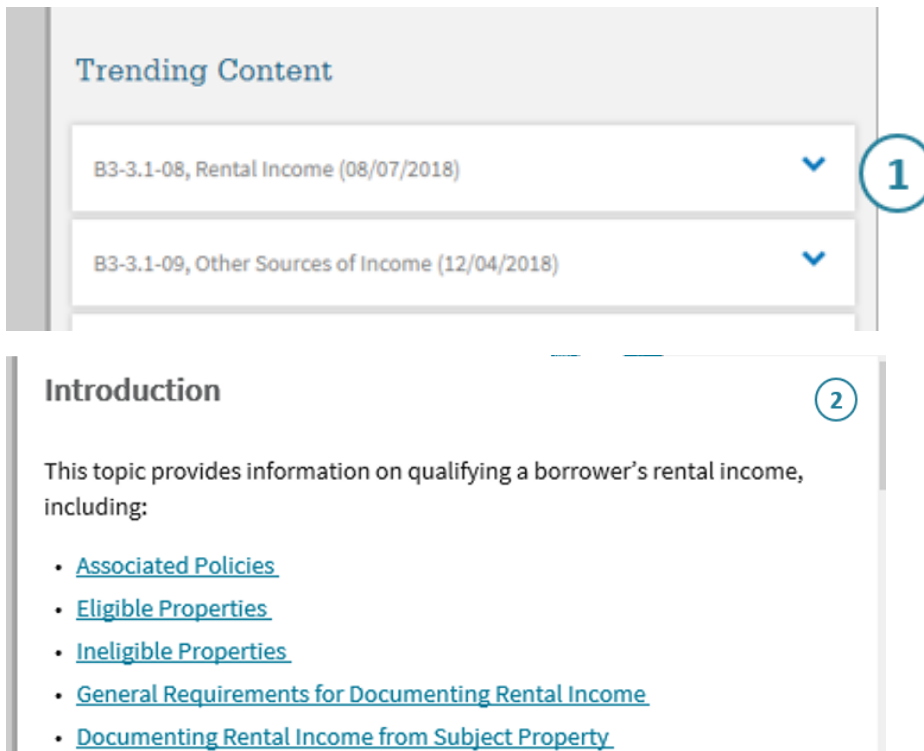 Trending Content
B3-3.1-08, Rental Income (08/07/2018)
1
B3-3.1-09, Other Sources of Income (12/04/2018)
Introduction
2
This topic provides information on qualifying a borrower’s rental income,
including:
• Associated Policies
• Eligible Properties
• Ineligible Properties
• General Requirements for Documenting Rental Income
• Documenting Rental Income from Subject Property